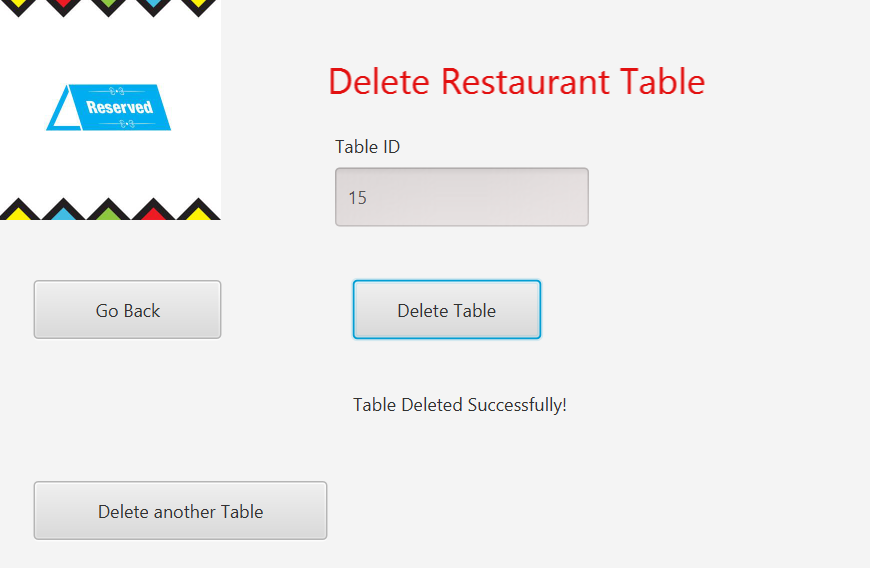 Reserved
Delete Restaurant Table
Table ID
15
Go Back
Delete Table
Table Deleted Successfully!
Delete another Table